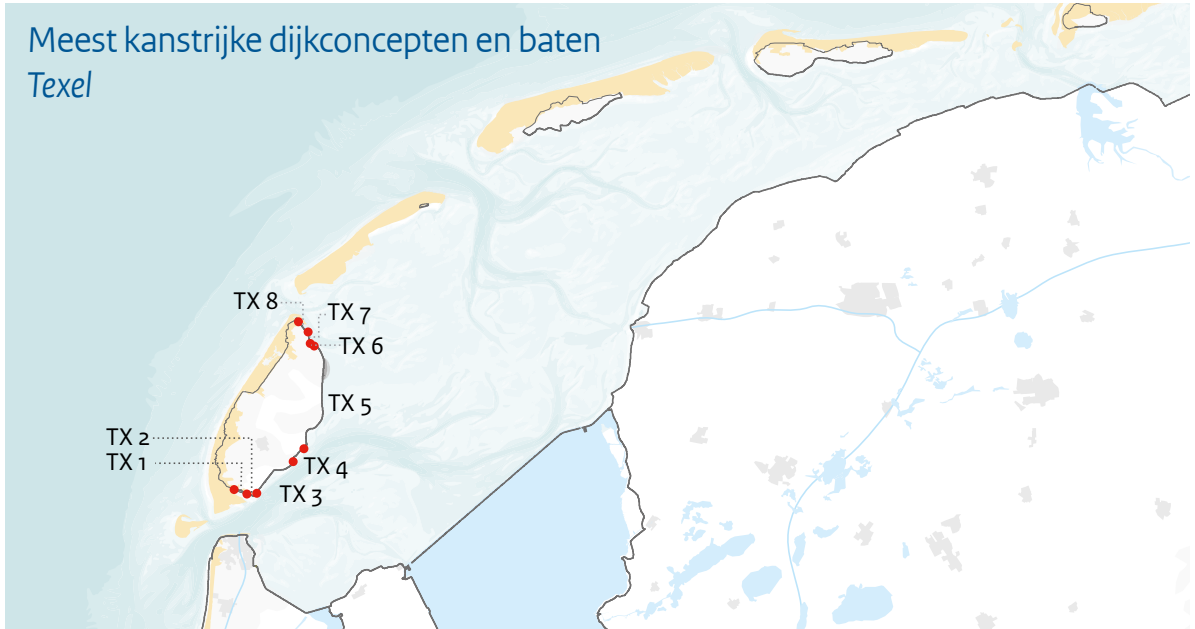 Meest kanstrijke dijkconcepten en baten
Texel
TX 8
TX 7
TX 6
TX 5
TX 2
TX 1
TX 4
TX 3